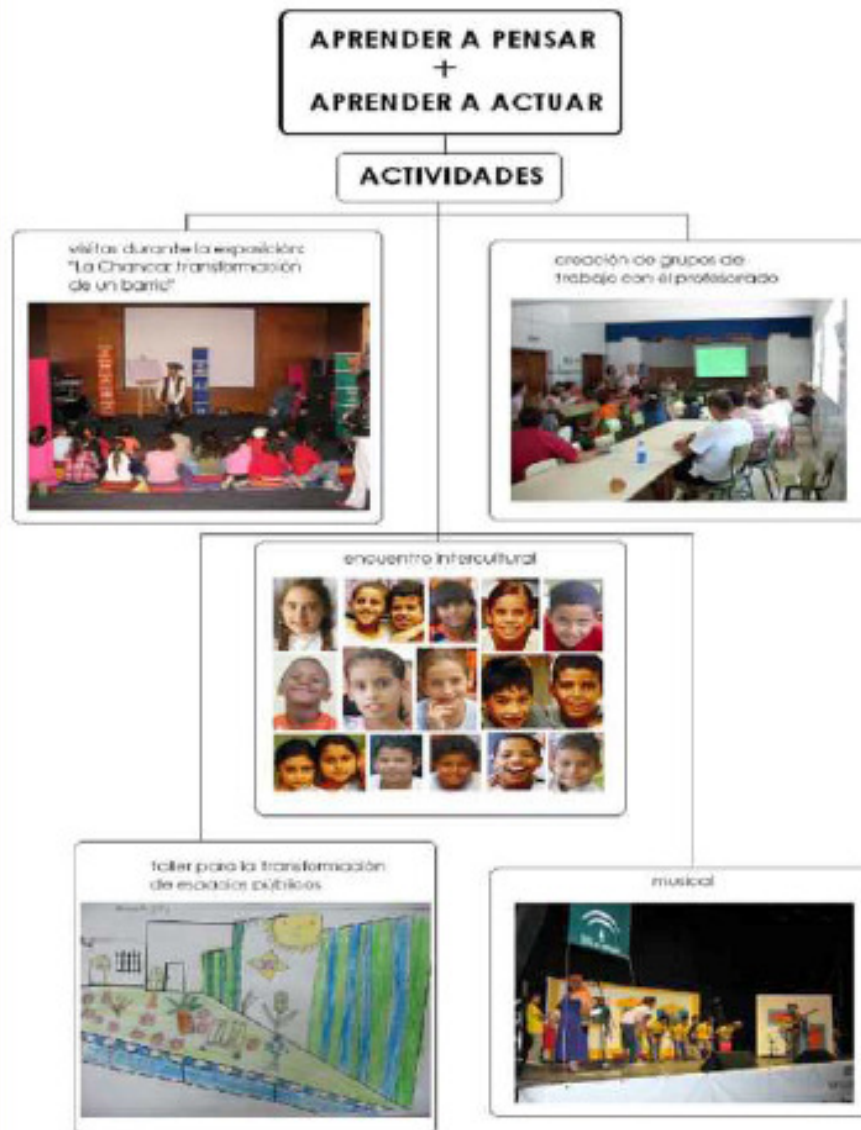 APRENDER A PENSAR
+
APRENDER A ACTUAR
ACTIVIDADES
visitas durante la exposición:
"La Chanca: transformación
de un barrio"
creación de grupos de
trabajo con el profesorado
encuentro intercultural
taller para la transformación
de espacios públicos
musical